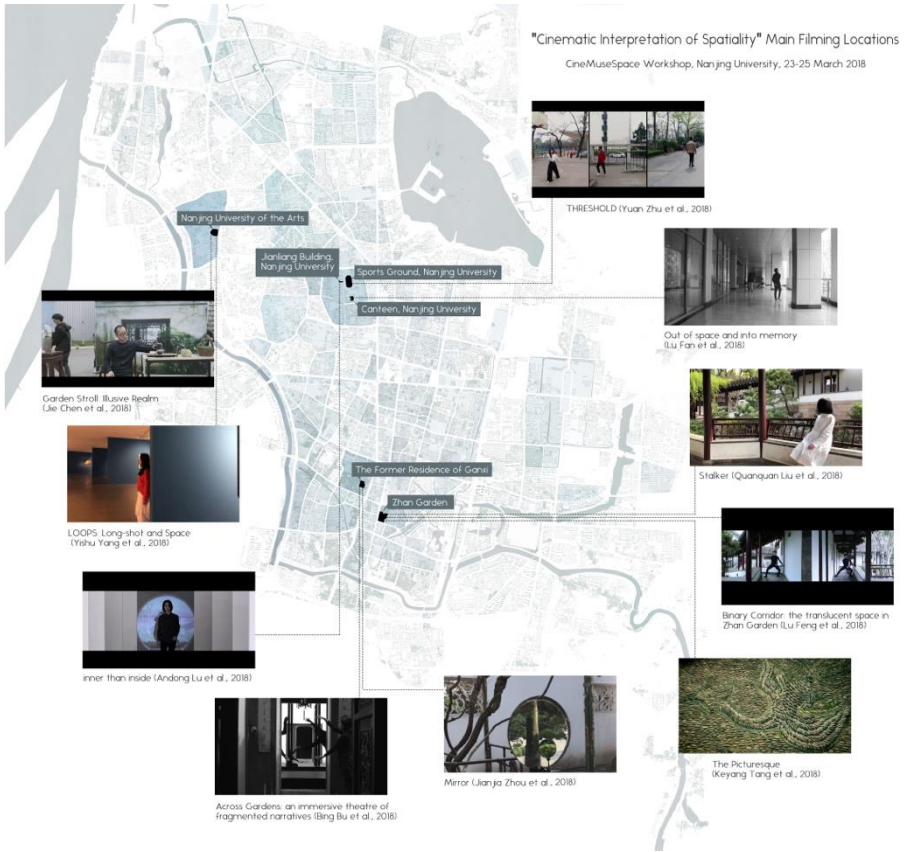 "Cinematic Interpretation of Spatiality" Main Filming Locations
CineMuseSpace Workshop, Nanjing University, 23-25 March 2018
THRESHOLD (Yuan Zhu et al., 2018)
Nanjing University of the Arts
Jianliang Building,
Nanjing University
Sports Ground, Nanjing University
Canteen, Nanjing University
Out of space and into memory
(Lu Fan et al., 2018)
Garden Stroll: Illusive Realm
(Jie Chen et al., 2018)
Stalker (Quanquan Liu et al., 2018)
The Former Residence of Ganxi
Zhan Garden
LOOPS: Long-shot and Space
(Yishu Yang et al., 2018)
Binary Corridor: the translucent space in
Zhan Garden (Lu Feng et al., 2018)
inner than inside (Andong Lu et al., 2018)
The Picturesque
(Keyang Tang et al., 2018)
Mirror (Jianjia Zhou et al., 2018)
Across Gardens: an immersive theatre of
fragmented narratives (Bing Bu et al., 2018)